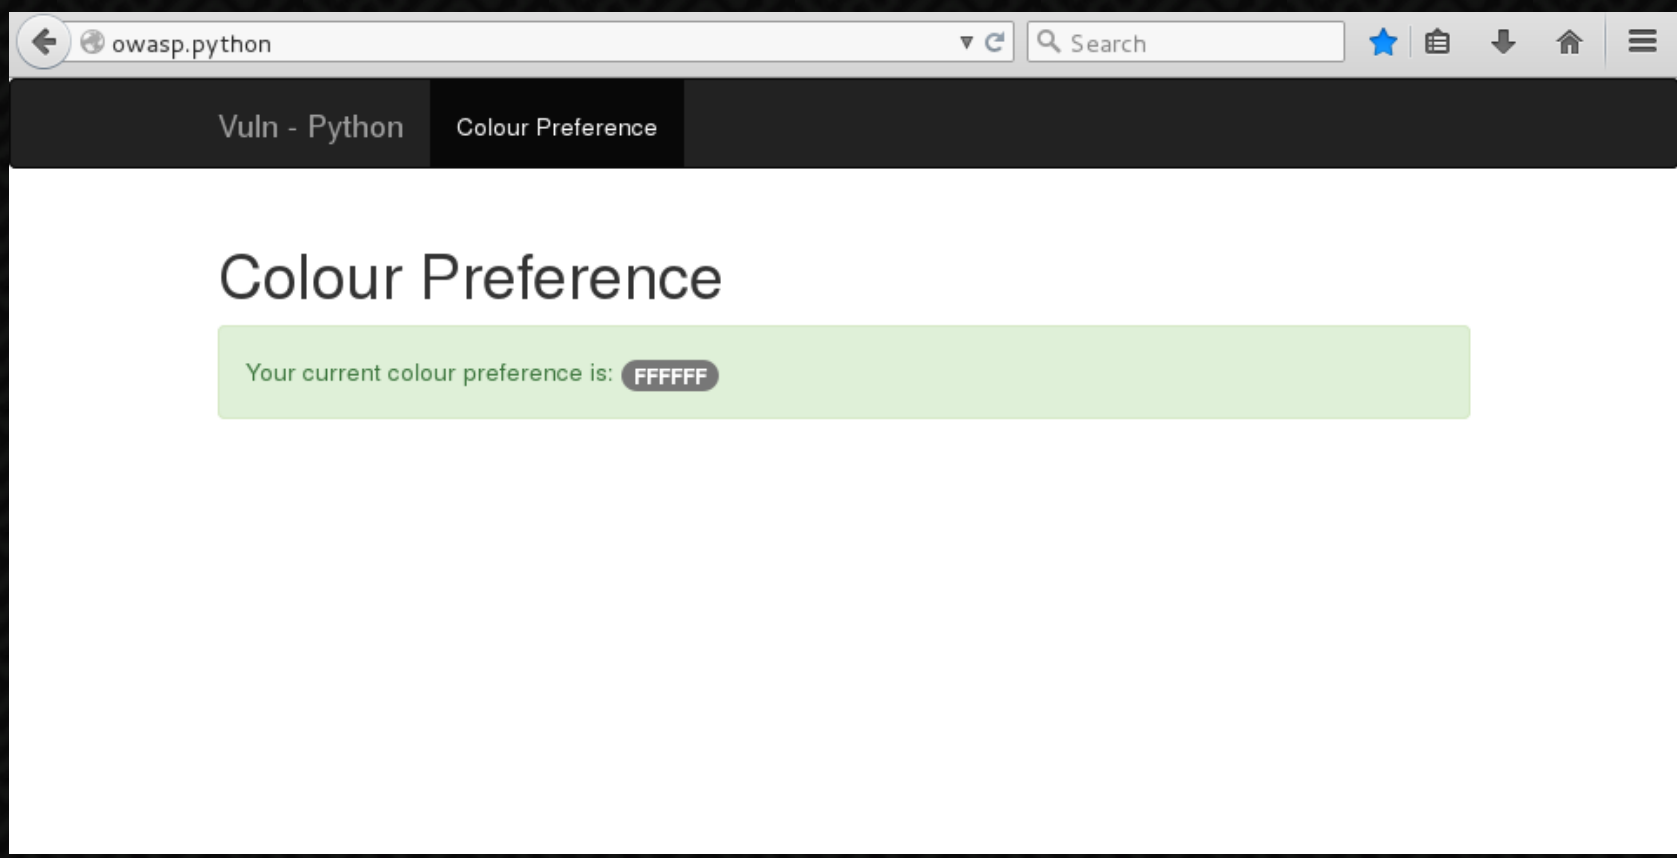 owasp.python
Search
Vuln - Python Colour Preference
Colour Preference
Your current colour preference is: FFFFFF